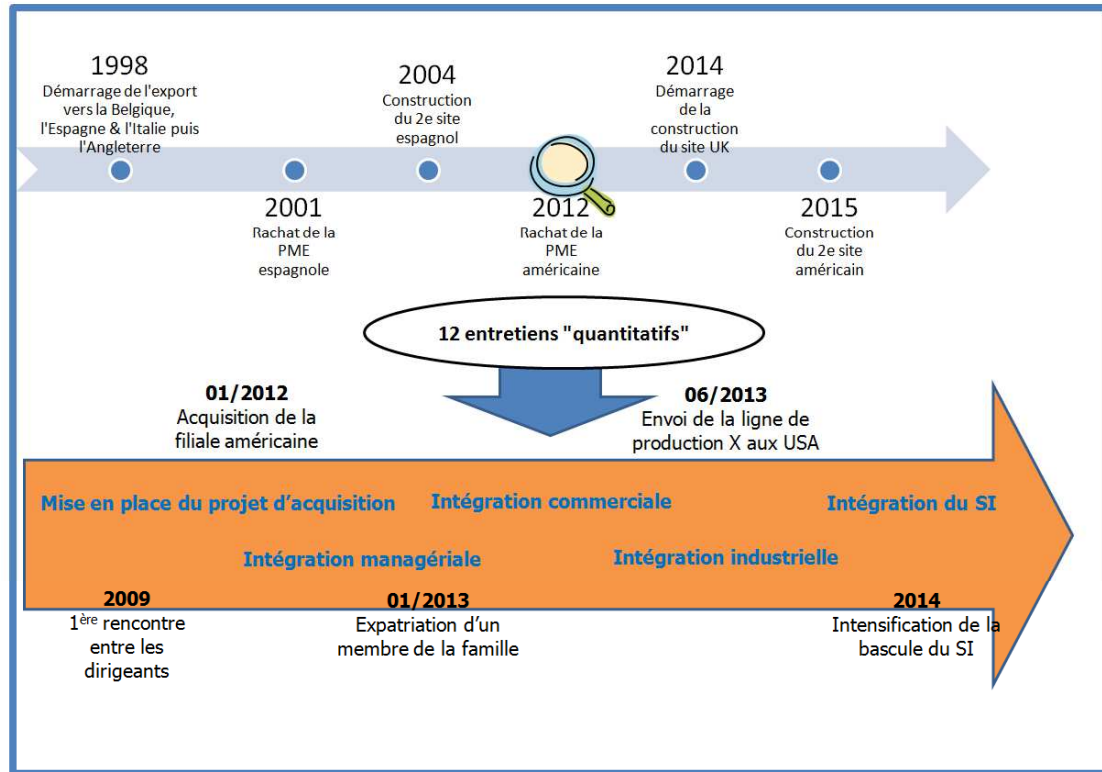 1998
Démarrage de l'export
vers la Belgique,
l'Espagne & l'Italie puis
l'Angleterre
2004
Construction
du 2e site
espagnol
2014
Démarrage
de la
construction
du site UK
2001
Rachat de la
PME
espagnole
2012
Rachat de la
PME
américaine
2015
Construction
du 2e site
américain
12 entretiens "quantitatifs"
01/2012
Acquisition de la
filiale américaine
06/2013
Envoi de la ligne de
production X aux USA
Mise en place du projet d’acquisition
Intégration commerciale
Intégration du SI
Intégration managériale
Intégration industrielle
2009
1ère rencontre
entre les
dirigeants
01/2013
Expatriation d’un
membre de la famille
2014
Intensification de la
bascule du SI